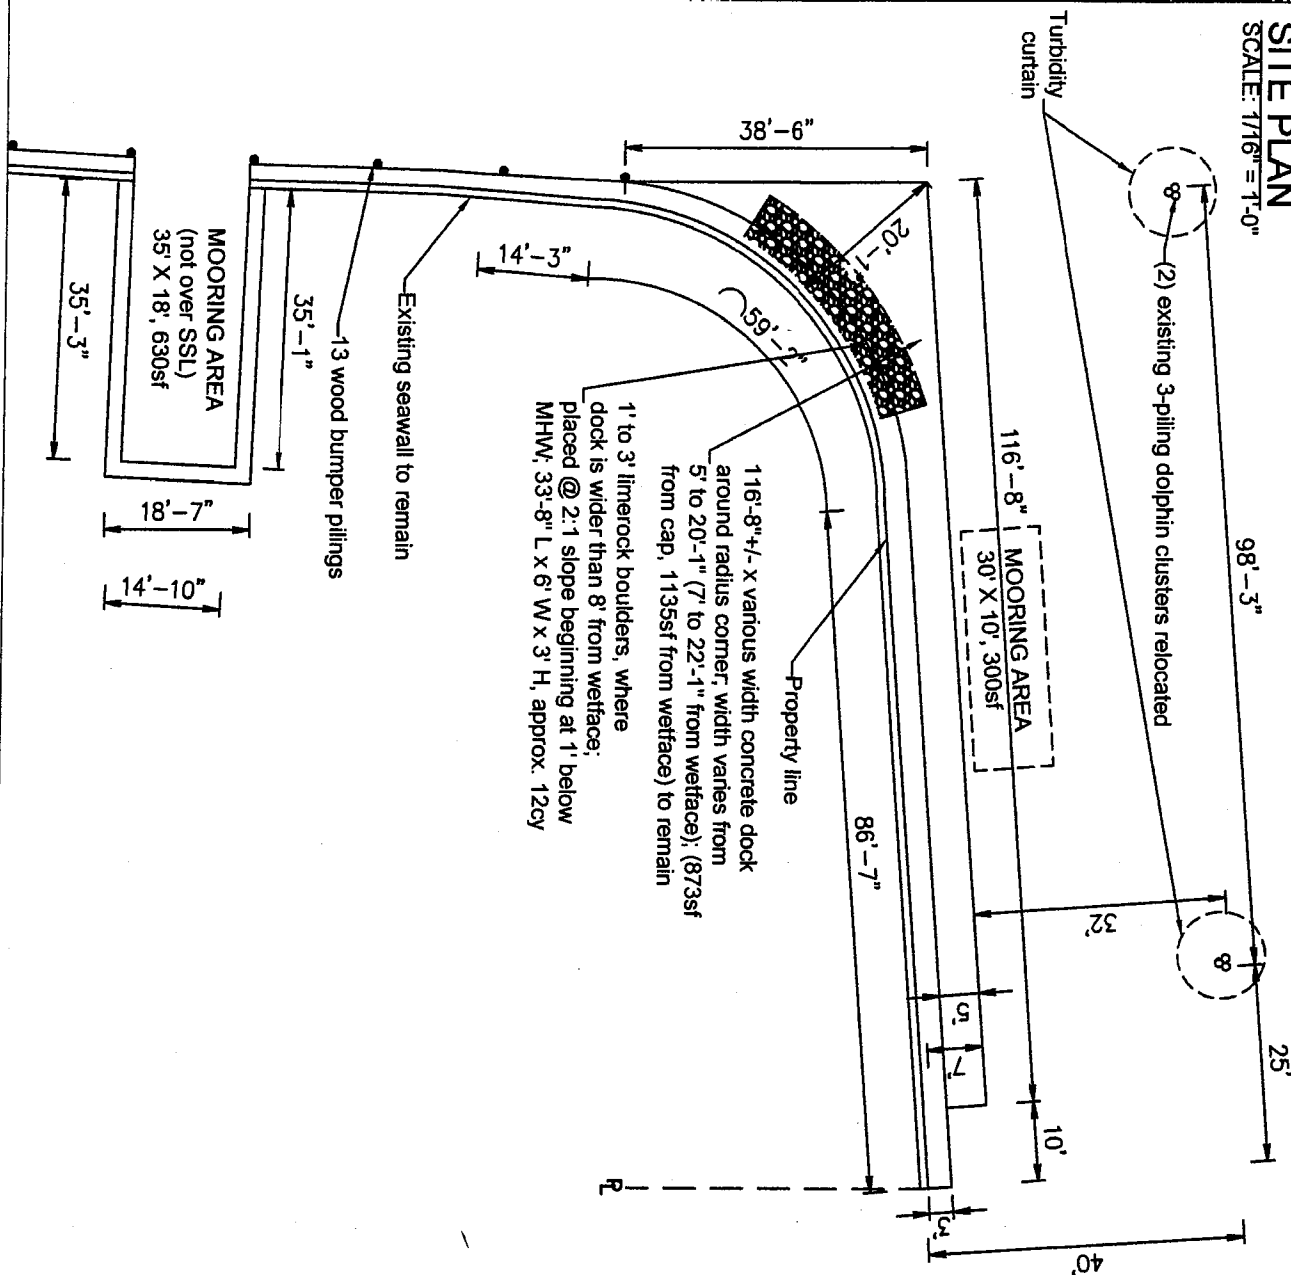 SITE PLAN
SCALE: 1/16" = 1'-0"
Turbidity
curtain
(2) existing 3-piling dolphin clusters relocated
98'-3"
25'
38'-6"
20'-1
116'-8"
MOORING AREA
30' X 10', 300sf
32'
5'
7'
10'
3'
40'
14'-3"
59'-2"
86'-7"
Property line
116'-8"+/- x various width concrete dock
around radius corner, width varies from
5' to 20'-1" (7' to 22'-1" from wetface); (873sf
from cap, 1135sf from wetface) to remain
1' to 3' limerock boulders, where
dock is wider than 8' from wetface;
placed @ 2:1 slope beginning at 1' below
MHW; 33'-8" L x 6' W x 3' H, approx. 12cy
Existing seawall to remain
13 wood bumper pilings
35'-1"
MOORING AREA
(not over SSL)
35' X 18', 630sf
35'-3"
18'-7"
14'-10"
PL